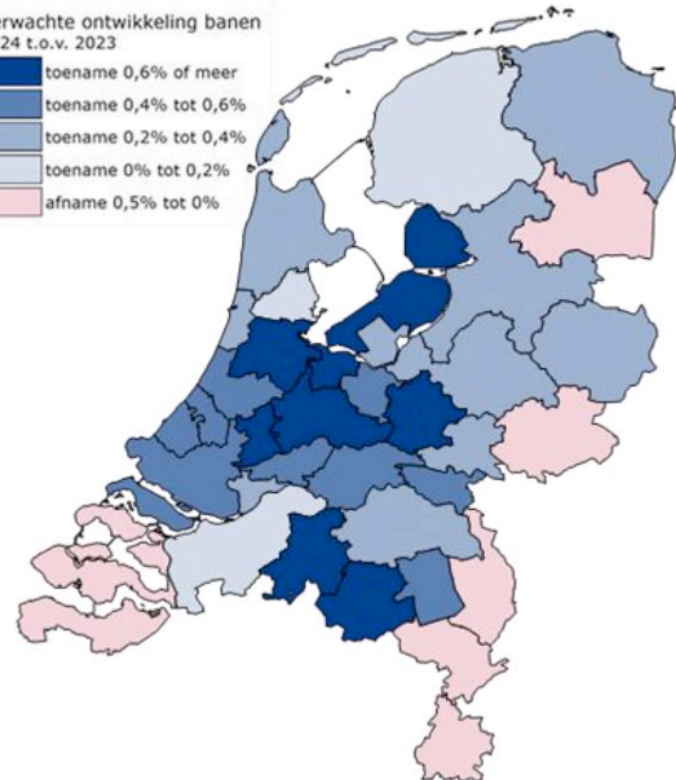 erwachte ontwikkeling banen
24 t.o.v. 2023
toename 0,6% of meer
toename 0,4% tot 0,6%
toename 0,2% tot 0,4%
toename 0% tot 0,2%
afname 0,5% tot 0%